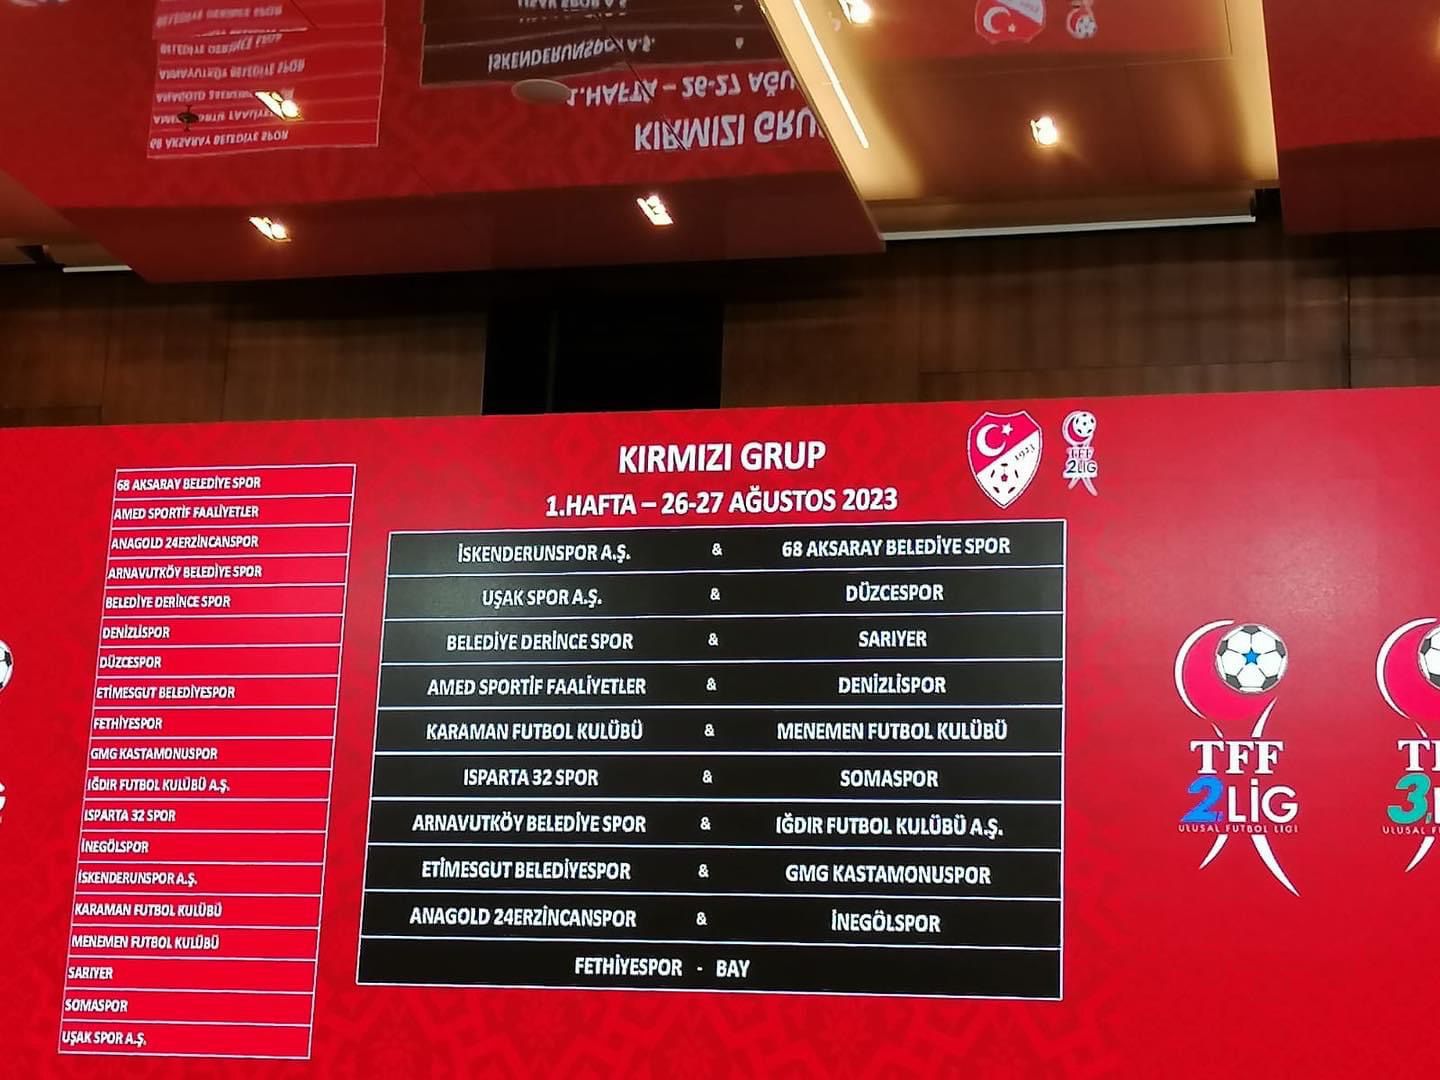 KIRMIZI GRUP
1.HAFTA – 26-27 AĞUSTOS 2023
68 AKSARAY BELEDİYE SPOR
AMED SPORTİF FAALİYETLER
ANAGOLD 24ERZİNCANSPOR
ARNAVUTKÖY BELEDİYE SPOR
BELEDİYE DERİNCE SPOR
DENİZLİSPOR
DÜZCESPOR
ETİMESGUT BELEDİYESPOR
FETHİYESPOR
GMG KASTAMONUSPOR
IĞDIR FUTBOL KULÜBÜ A.Ş.
ISPARTA 32 SPOR
İNEGÖLSPOR
İSKENDERUNSPOR A.Ş.
KARAMAN FUTBOL KULÜBÜ
MENEMEN FUTBOL KULÜBÜ
SARIYER
SOMASPOR
UŞAK SPOR A.Ş.
İSKENDERUNSPOR A.Ş. & 68 AKSARAY BELEDİYE SPOR
UŞAK SPOR A.Ş. & DÜZCESPOR
BELEDİYE DERİNCE SPOR & SARIYER
AMED SPORTİF FAALİYETLER & DENİZLİSPOR
KARAMAN FUTBOL KULÜBÜ & MENEMEN FUTBOL KULÜBÜ
ISPARTA 32 SPOR & SOMASPOR
ARNAVUTKÖY BELEDİYE SPOR & IĞDIR FUTBOL KULÜBÜ A.Ş.
ETİMESGUT BELEDİYESPOR & GMG KASTAMONUSPOR
ANAGOLD 24ERZİNCANSPOR & İNEGÖLSPOR
FETHİYESPOR - BAY
1923
TFF
2.LİG
TFF
2.LİG
ULUSAL FUTBOL LİGİ
3.